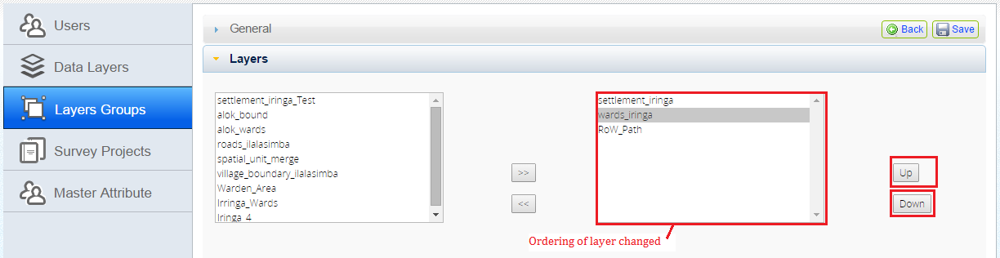 Users
Data Layers
Layers Groups
Survey Projects
Master Attribute
General
Back
Save
Layers
settlement_iringa_Test
alok_bound
alok_wards
roads_ilalasimba
spatial_unit_merge
village_boundary_ilalasimba
Warden_Area
Irringa_Wards
Iringa_4
>>
<<
settlement_iringa
wards_iringa
RoW_Path
Up
Down
Ordering of layer changed